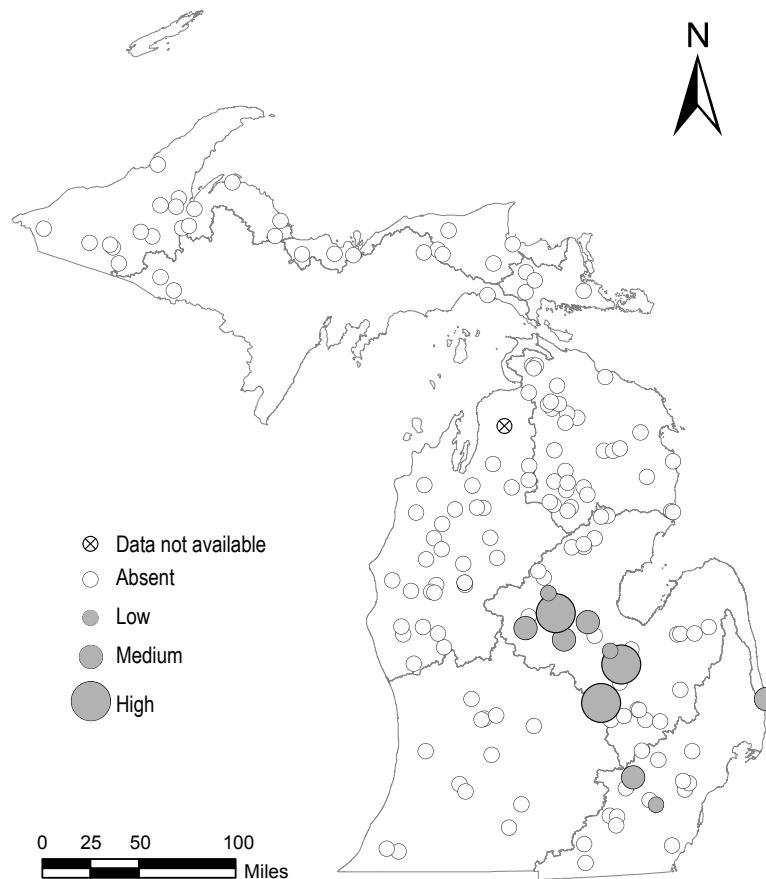 N
Data not available
Absent
Low
Medium
High
0 25 50 100
Miles